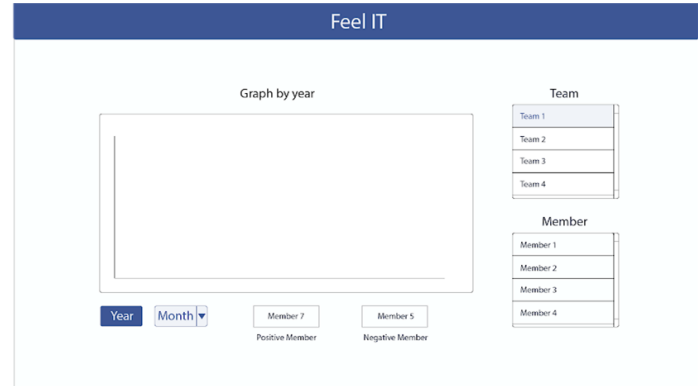 Feel IT
Graph by year
Team
Team 1
Team 2
Team 3
Team 4
Member
Member 1
Member 2
Member 3
Member 4
Year
Month
Member 7
Member 5
Positive Member
Negative Member